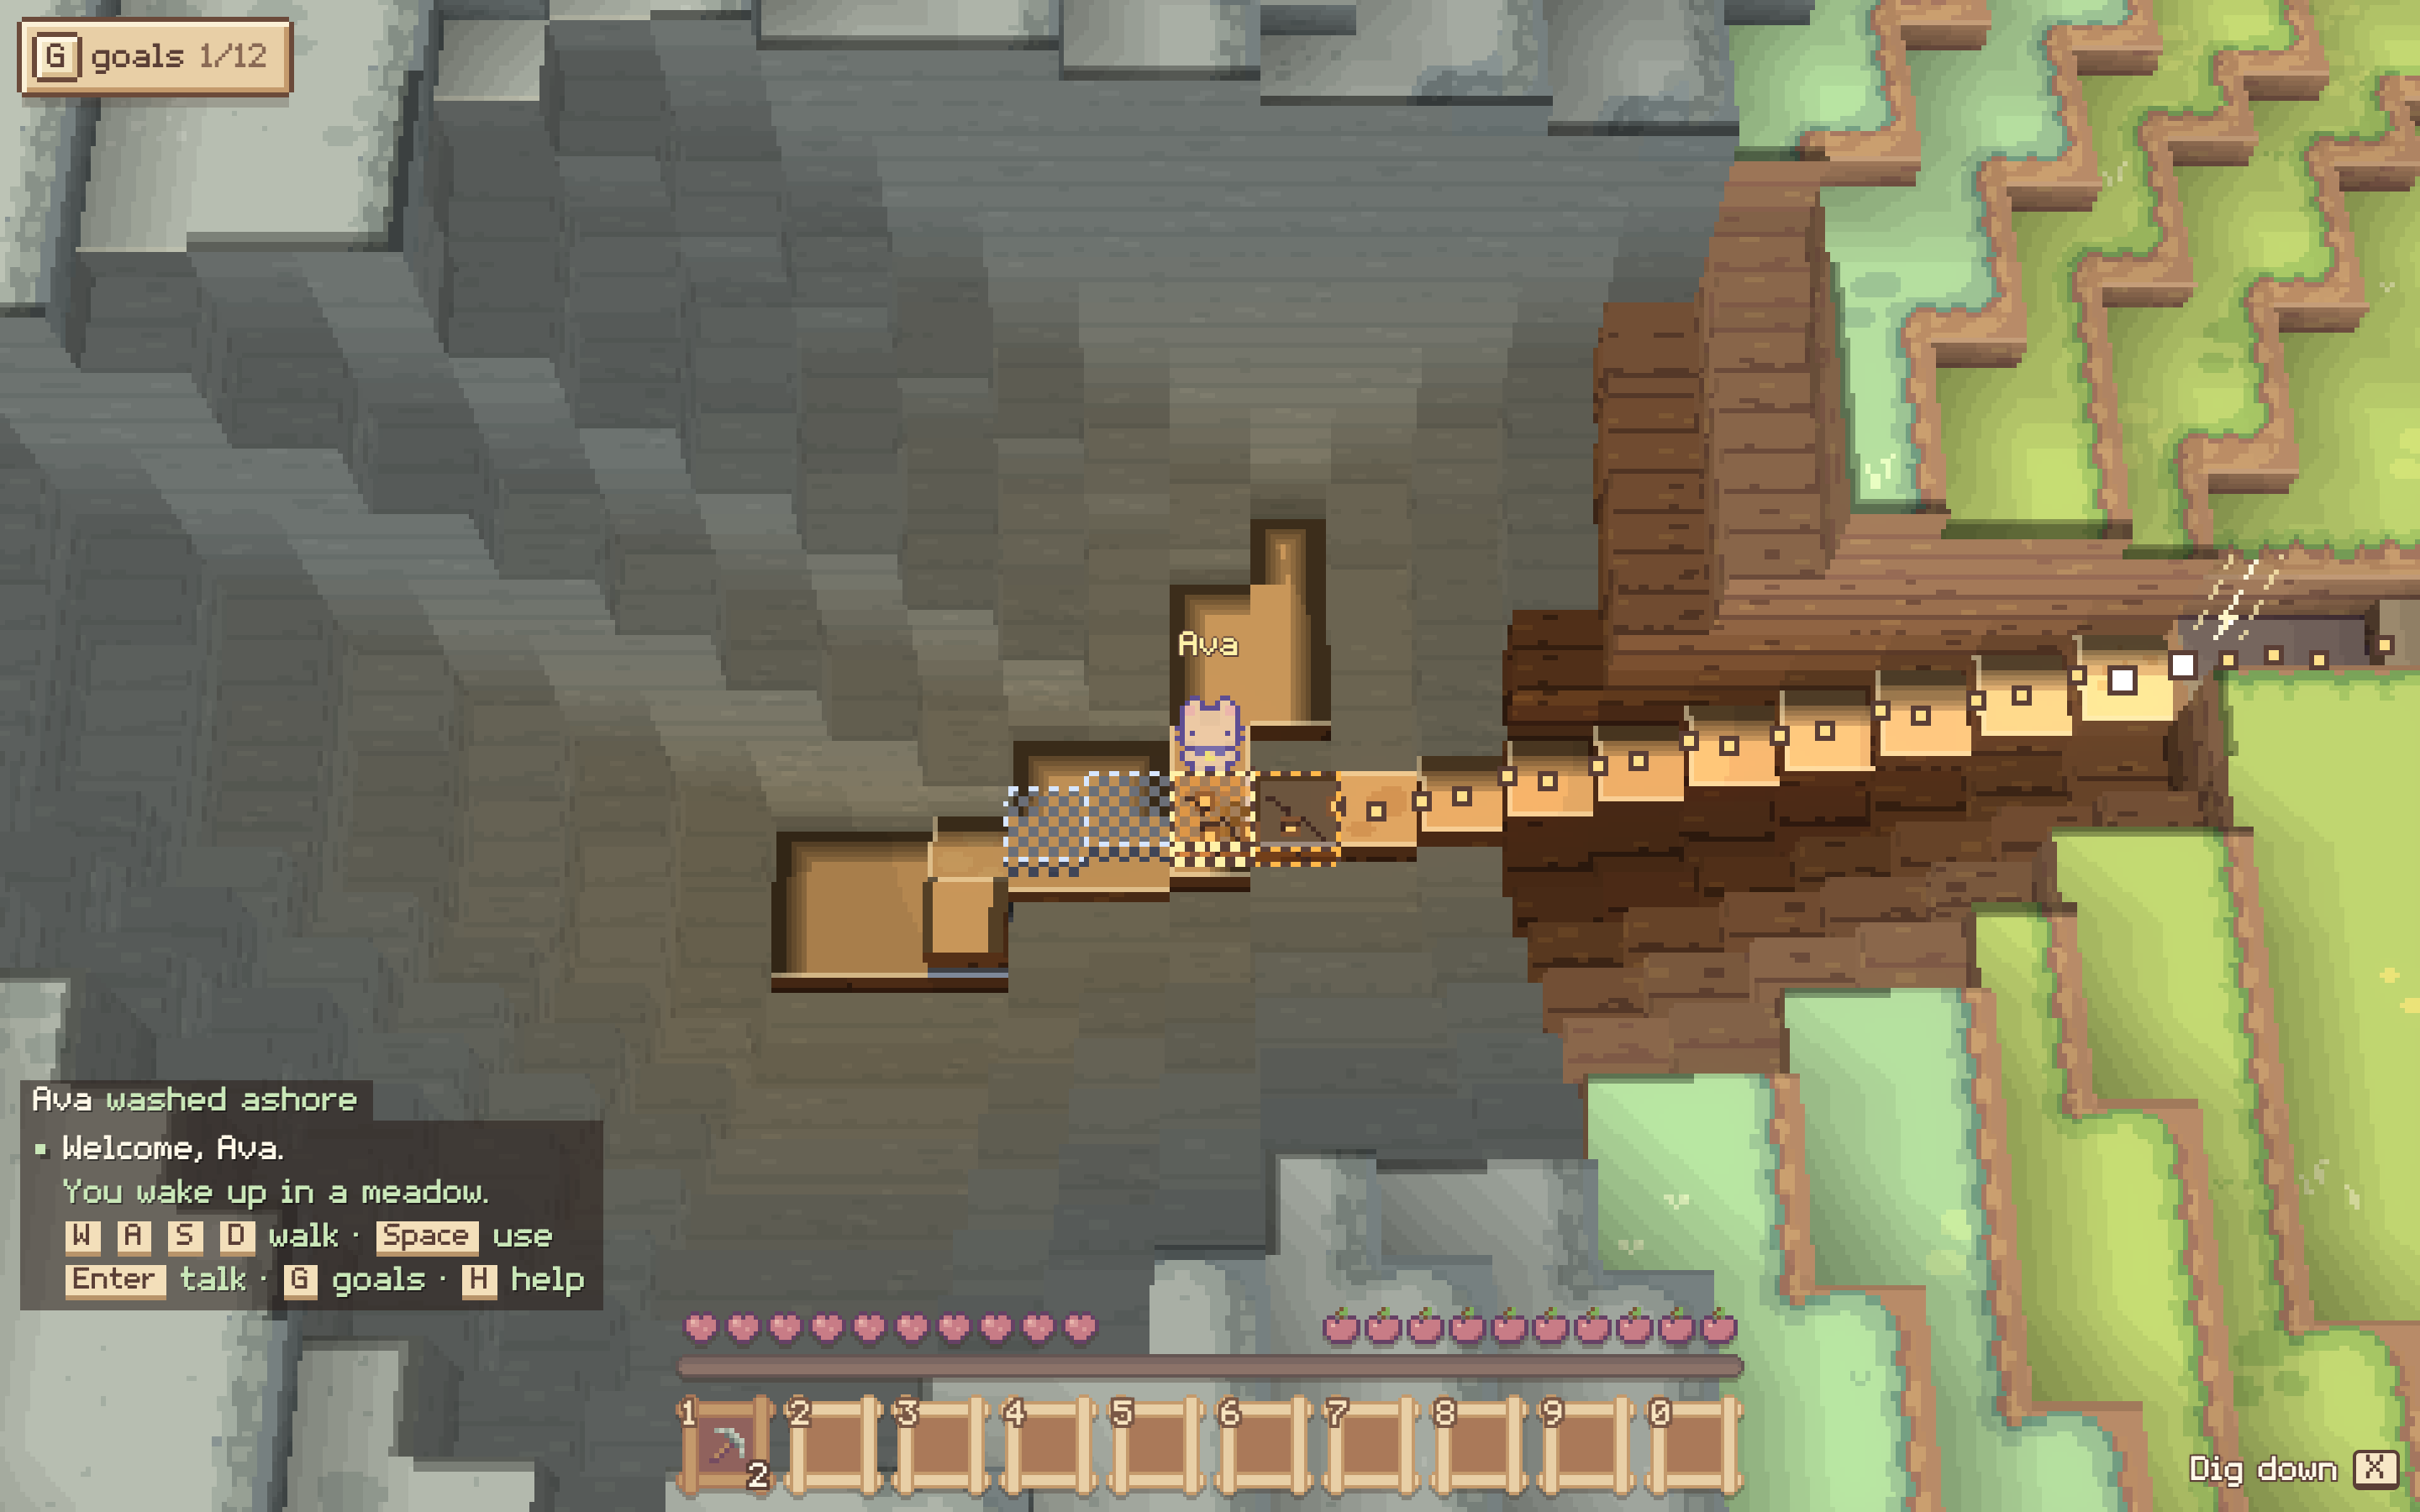 G goals 1/12
Ava
Ava washed ashore
Welcome, Ava.
You wake up in a meadow.
W A S D walk · Space use
Enter talk · G goals · H help
1 2 3 4 5 6 7 8 9 0
2
Dig down X